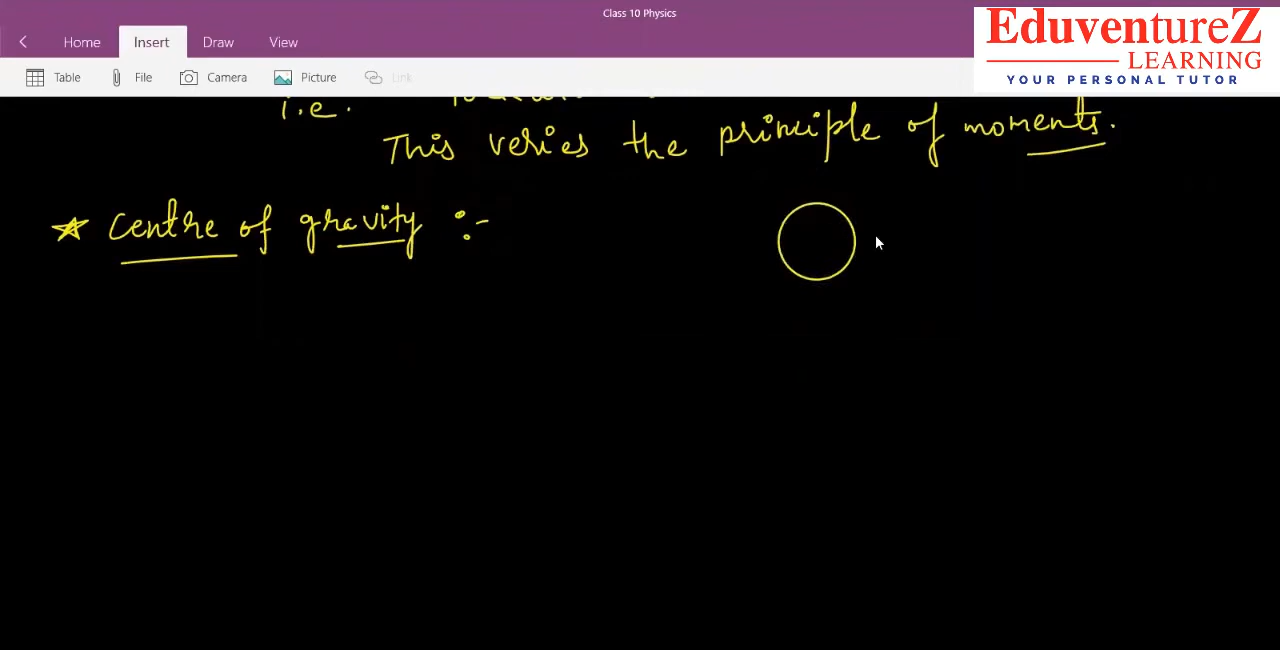 Class 10 Physics
EduventureZ
LEARNING
YOUR PERSONAL TUTOR
Home Insert Draw View
Table File Camera Picture Link
i.e.
This veries the principle of moments.
Centre of gravity :-